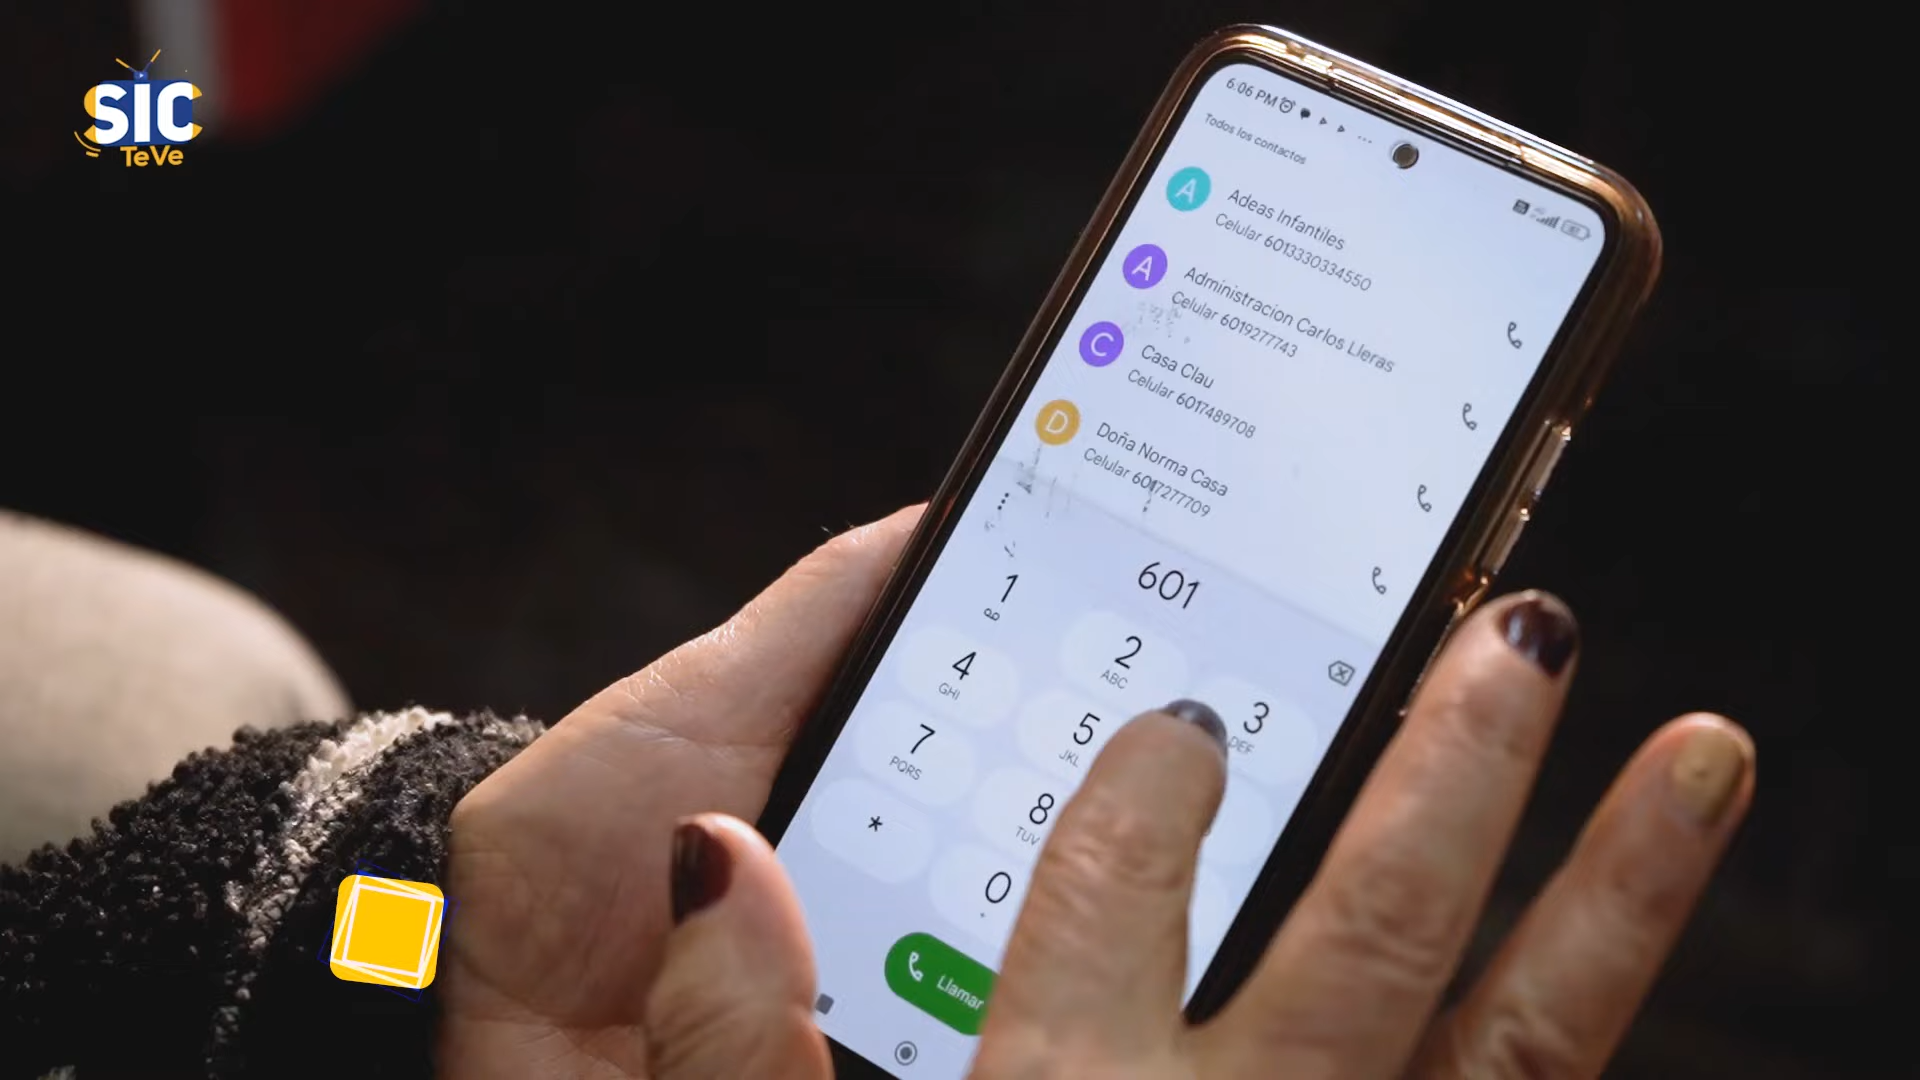 SIC
TeVe
6:06 PM
Todos los contactos
A
Adeas Infantiles
Celular 6013330334550
A
Administracion Carlos Lleras
Celular 6019277743
C
Casa Clau
Celular 6017489708
D
Doña Norma Casa
Celular 6017277709
601
1
2
ABC
3
DEF
4
GHI
5
JKL
7
PQRS
8
TUV
*
0
Llamar